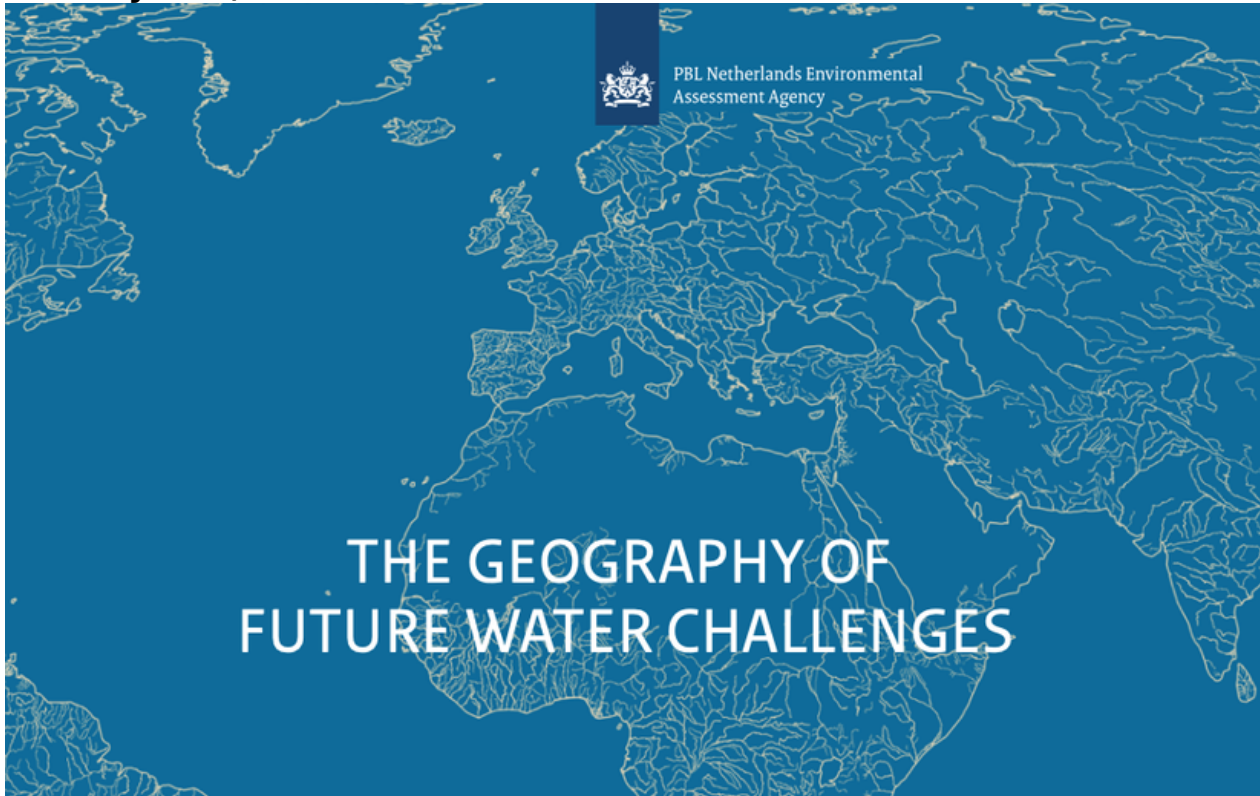 PBL Netherlands Environmental
Assessment Agency
THE GEOGRAPHY OF
FUTURE WATER CHALLENGES